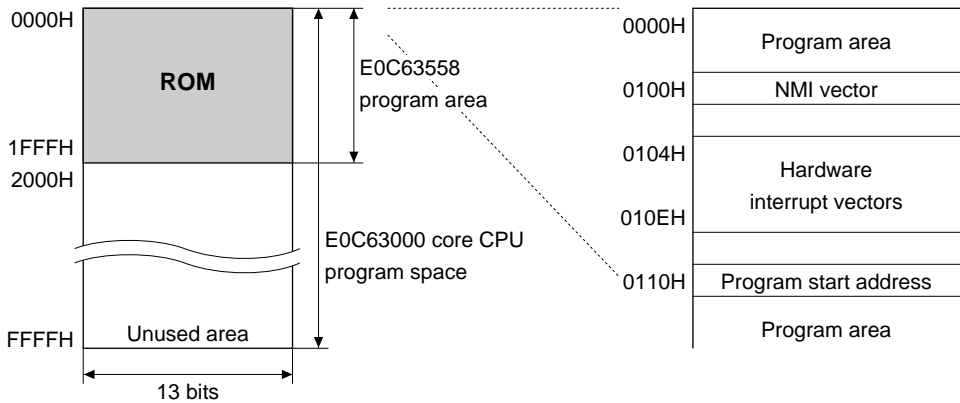 0000H
ROM
1FFFH
2000H
FFFFH
Unused area
13 bits
E0C63558
program area
E0C63000 core CPU
program space
0000H
Program area
0100H
NMI vector
0104H
Hardware
interrupt vectors
010EH
0110H
Program start address
Program area